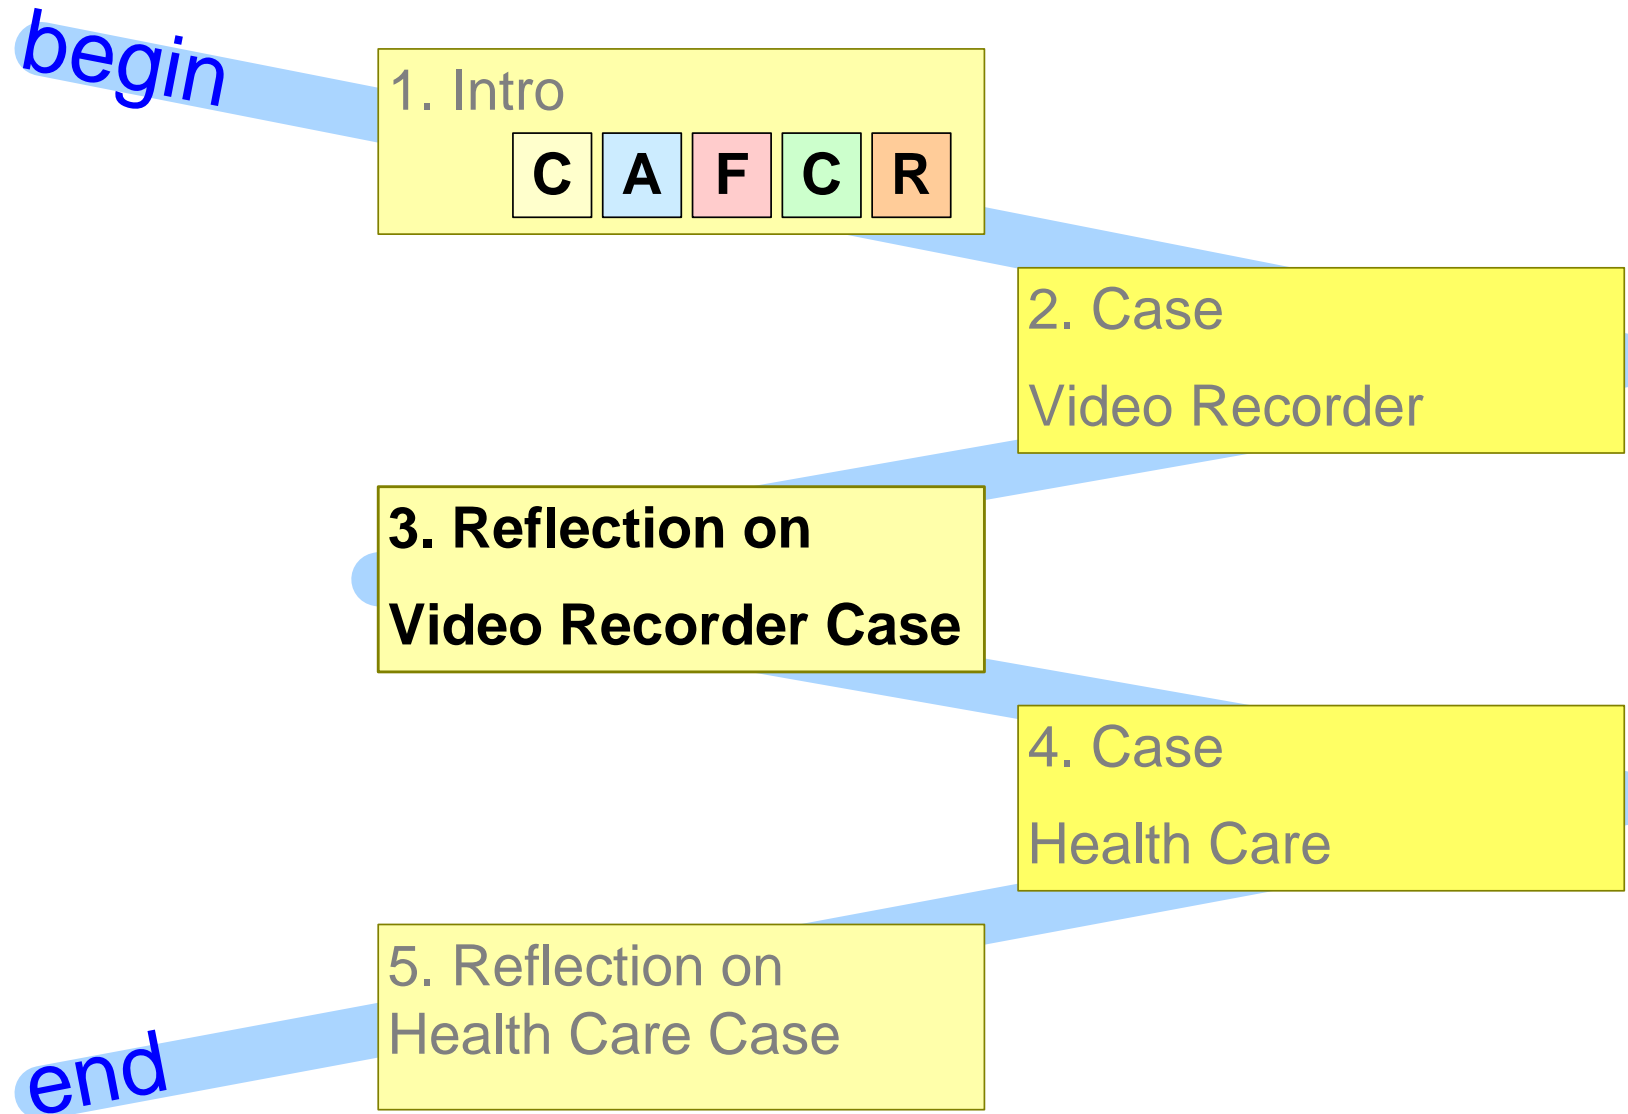 begin
1. Intro
C A F C R
2. Case
Video Recorder
3. Reflection on
Video Recorder Case
4. Case
Health Care
5. Reflection on
Health Care Case
end